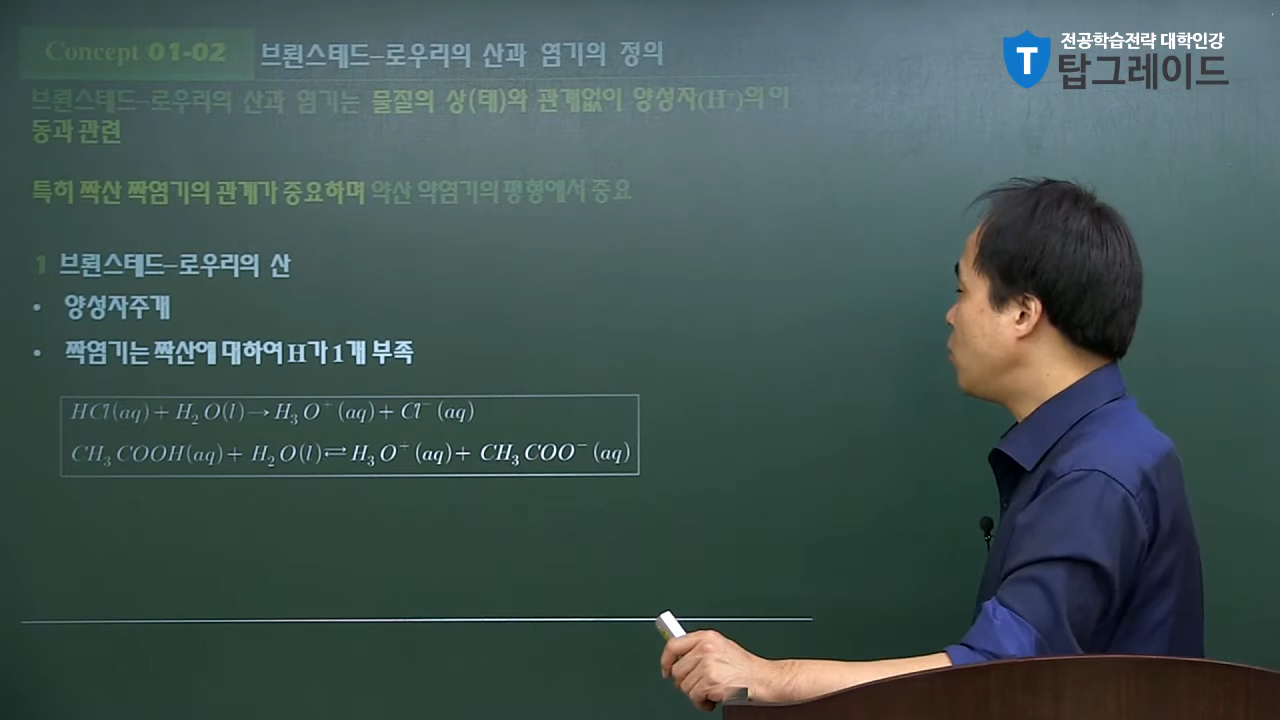 Concept 01-02 브뢴스테드-로우리의 산과 염기의 정의
전공학습전략 대학인강
탑그레이드
브뢴스테드-로우리의 산과 염기는 물질의 상(태)와 관계없이 양성자(H⁺)의 이
동과 관련
특히 짝산 짝염기의 관계가 중요하며 약산 약염기의 평형에서 중요
1 브뢴스테드-로우리의 산
• 양성자주개
• 짝염기는 짝산에 대하여 H가 1개 부족
HCl(aq) + H₂O(l) → H₃O⁺(aq) + Cl⁻(aq)
CH₃COOH(aq) + H₂O(l) ⇌ H₃O⁺(aq) + CH₃COO⁻(aq)